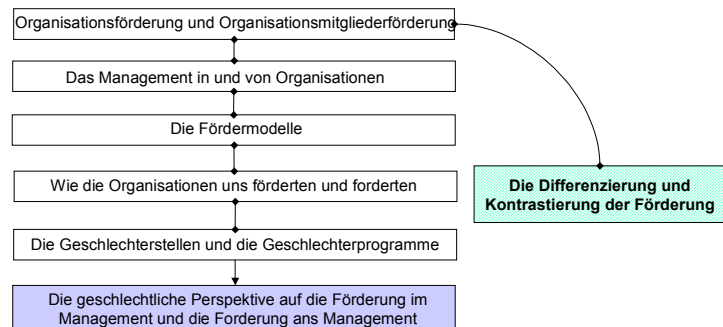 Organisationsförderung und Organisationsmitgliederförderung
Das Management in und von Organisationen
Die Fördermodelle
Wie die Organisationen uns förderten und forderten
Die Differenzierung und
Kontrastierung der Förderung
Die Geschlechterstellen und die Geschlechterprogramme
Die geschlechtliche Perspektive auf die Förderung im
Management und die Forderung ans Management